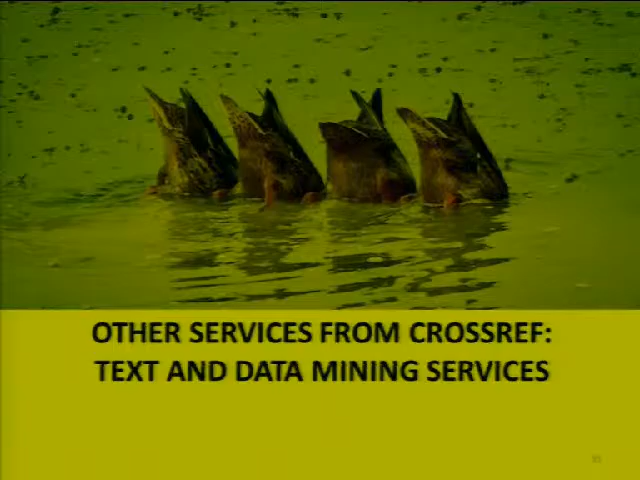 OTHER SERVICES FROM CROSSREF:
TEXT AND DATA MINING SERVICES